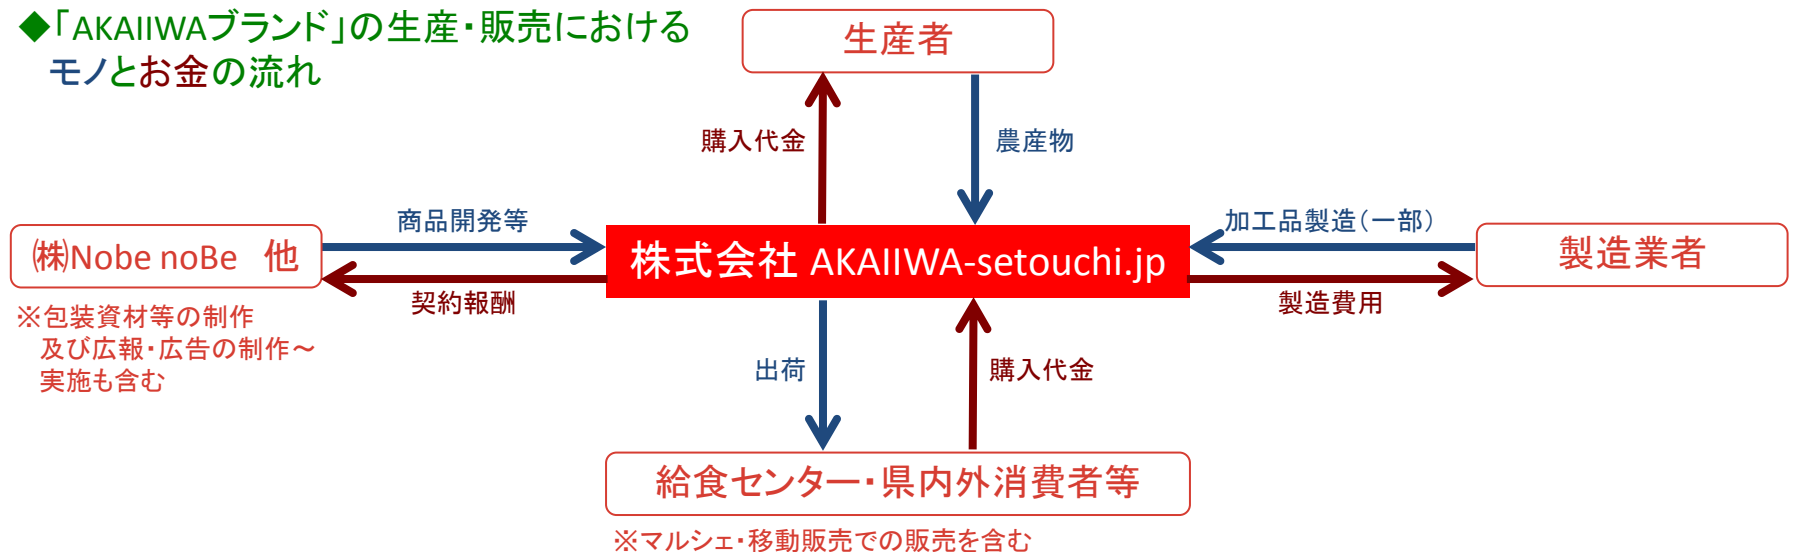 ◆「AKAIIWAブランド」の生産・販売における
モノとお金の流れ
生産者
購入代金
農産物
商品開発等
加工品製造(一部)
㈱Nobe noBe 他
株式会社 AKAIIWA-setouchi.jp
製造業者
契約報酬
製造費用
※包装資材等の制作
及び広報・広告の制作~
実施も含む
出荷
購入代金
給食センター・県内外消費者等
※マルシェ・移動販売での販売を含む